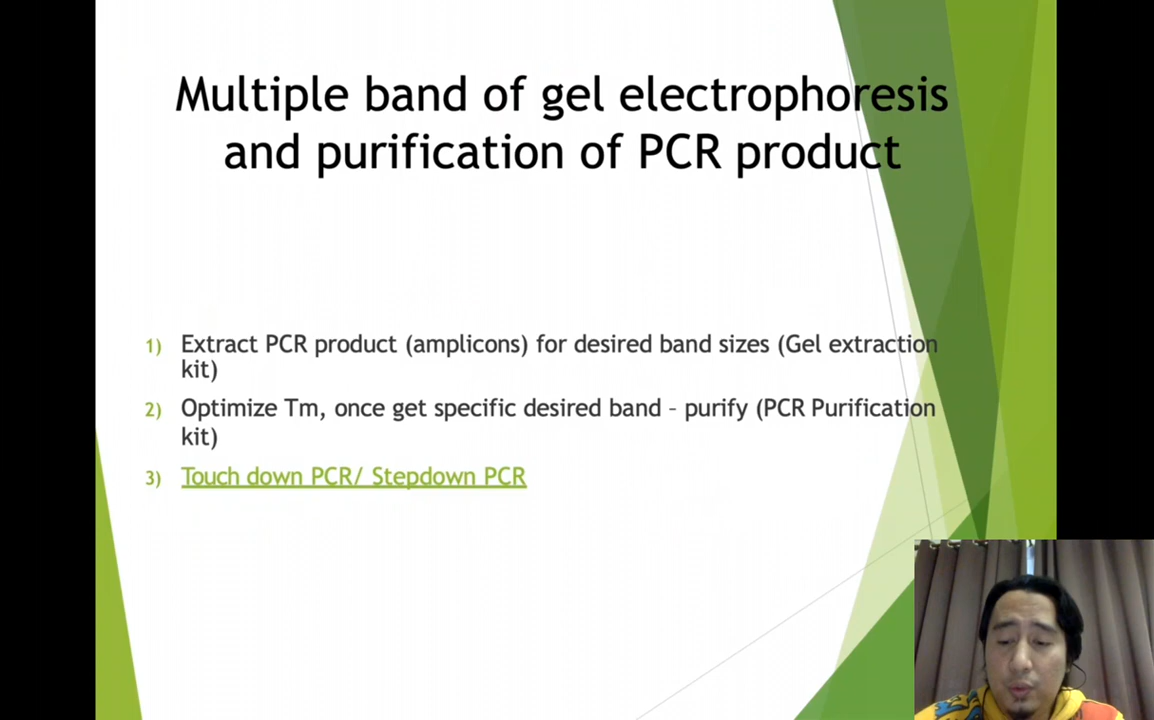 Multiple band of gel electrophoresis
and purification of PCR product
1) Extract PCR product (amplicons) for desired band sizes (Gel extraction
kit)
2) Optimize Tm, once get specific desired band – purify (PCR Purification
kit)
3) Touch down PCR/ Stepdown PCR